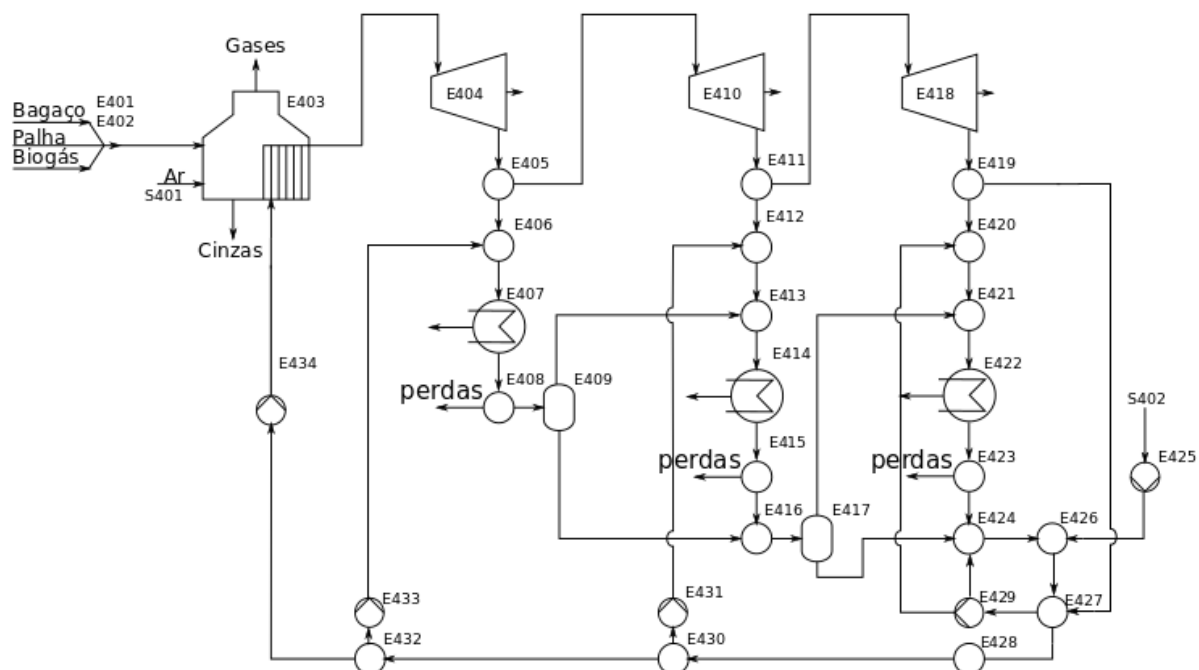 Gases
E401
E403
Bagaço
E402
Palha
Biogás
Ar
S401
Cinzas
E404
E410
E418
E405
E411
E419
E406
E412
E420
E407
E413
E421
E434
E414
E422
perdas
E408
E409
S402
E415
E423
perdas
perdas
E425
E416
E417
E424
E426
E433
E431
E429
E427
E432
E430
E428